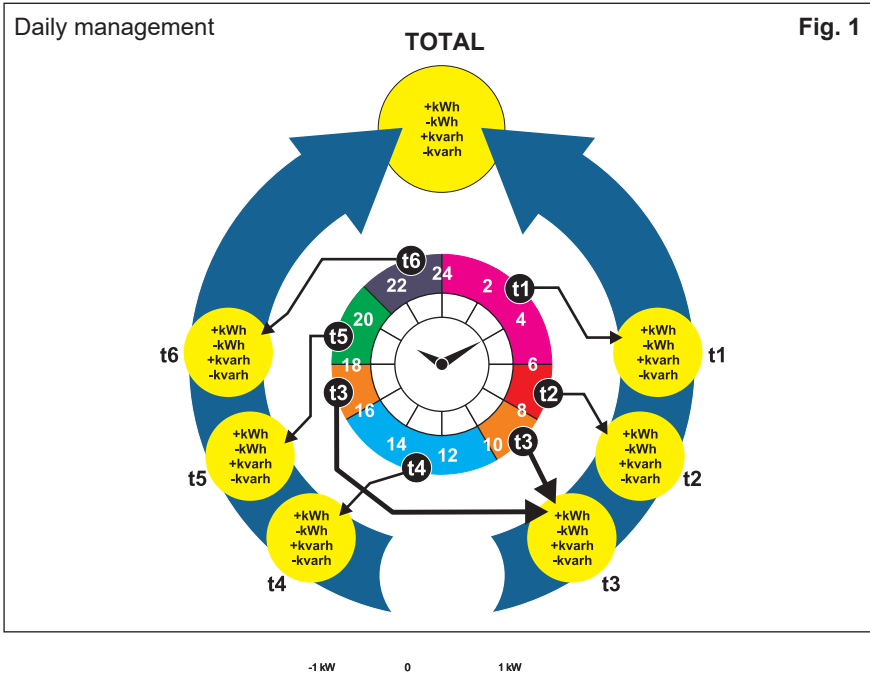 Daily management
Fig. 1
TOTAL
+kWh
-kWh
+kvarh
-kvarh
t6
24
2
22
t1
20
4
t5
18
6
t3
t2
16
8
14
12
10
t3
t4
+kWh
-kWh
+kvarh
-kvarh
t6
+kWh
-kWh
+kvarh
-kvarh
t1
+kWh
-kWh
+kvarh
-kvarh
t5
+kWh
-kWh
+kvarh
-kvarh
t2
+kWh
-kWh
+kvarh
-kvarh
t4
+kWh
-kWh
+kvarh
-kvarh
t3
-1 kW 0 1 kW